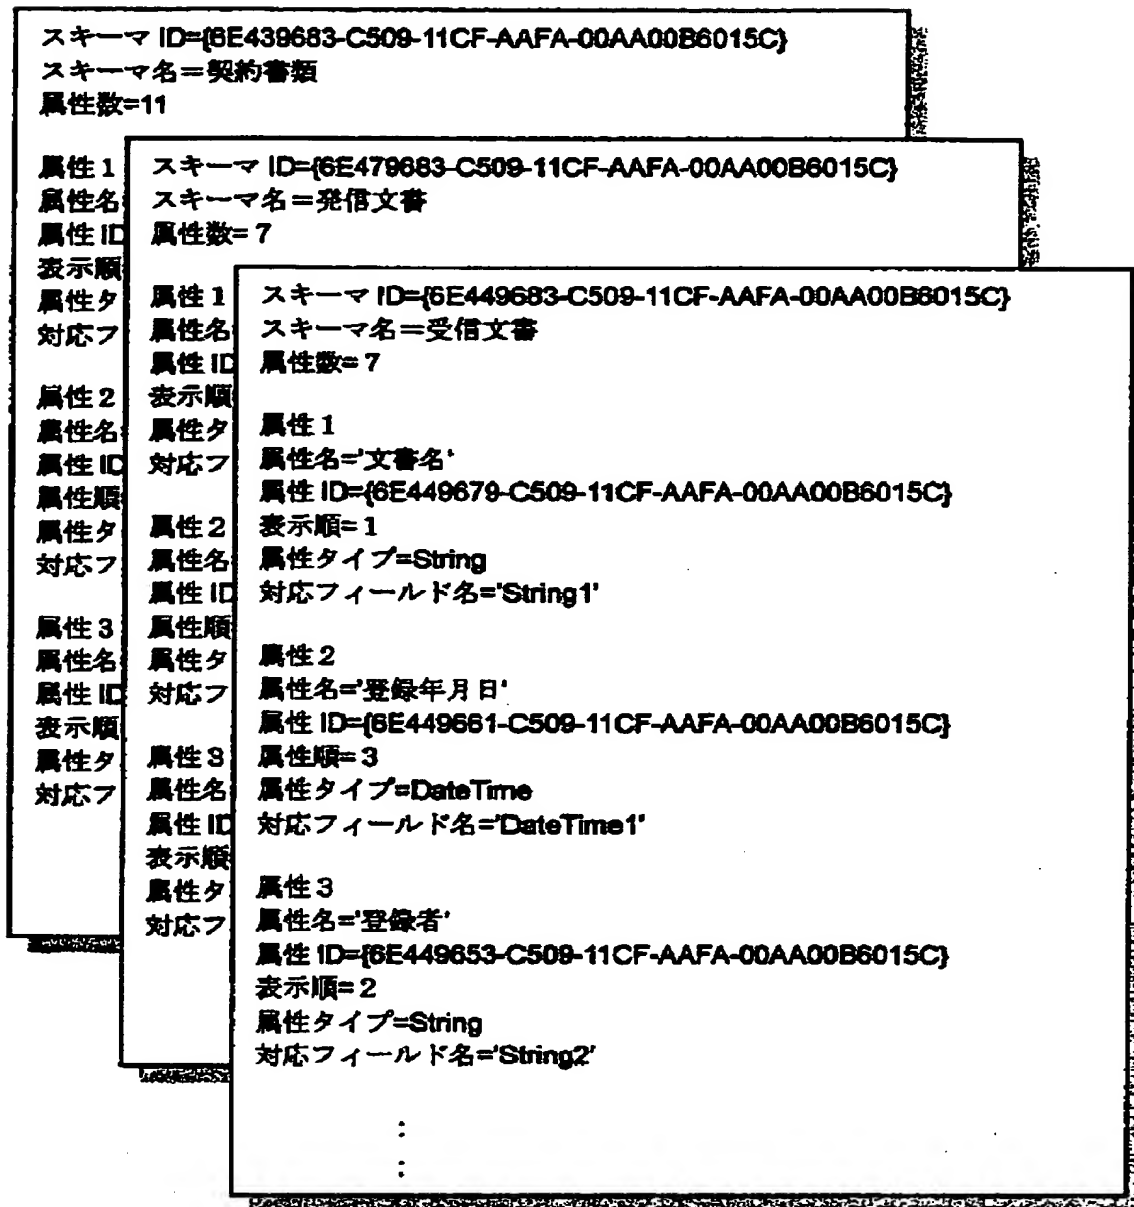 スキーマ ID={6E439683-C509-11CF-AAFA-00AA00B6015C}
スキーマ名＝契約書類
属性数=11
属性1
属性名
属性 ID
表示順
属性タ
対応フ
属性2
属性名
属性 ID
属性順
属性タ
対応フ
属性3
属性名
属性 ID
表示順
属性タ
対応フ
スキーマ ID={6E479683-C509-11CF-AAFA-00AA00B6015C}
スキーマ名＝発信文書
属性数=7
属性1
属性名
属性 ID
表示順
属性タ
対応フ
属性2
属性名
属性 ID
属性順
属性タ
対応フ
属性3
属性名
属性 ID
表示順
属性タ
対応フ
スキーマ ID={6E449683-C509-11CF-AAFA-00AA00B6015C}
スキーマ名＝受信文書
属性数=7
属性1
属性名='文書名'
属性 ID={6E449679-C509-11CF-AAFA-00AA00B6015C}
表示順=1
属性タイプ=String
対応フィールド名='String1'
属性2
属性名='登録年月日'
属性 ID={6E449661-C509-11CF-AAFA-00AA00B6015C}
属性順=3
属性タイプ=DateTime
対応フィールド名='DateTime1'
属性3
属性名='登録者'
属性 ID={6E449653-C509-11CF-AAFA-00AA00B6015C}
表示順=2
属性タイプ=String
対応フィールド名='String2'
:
: